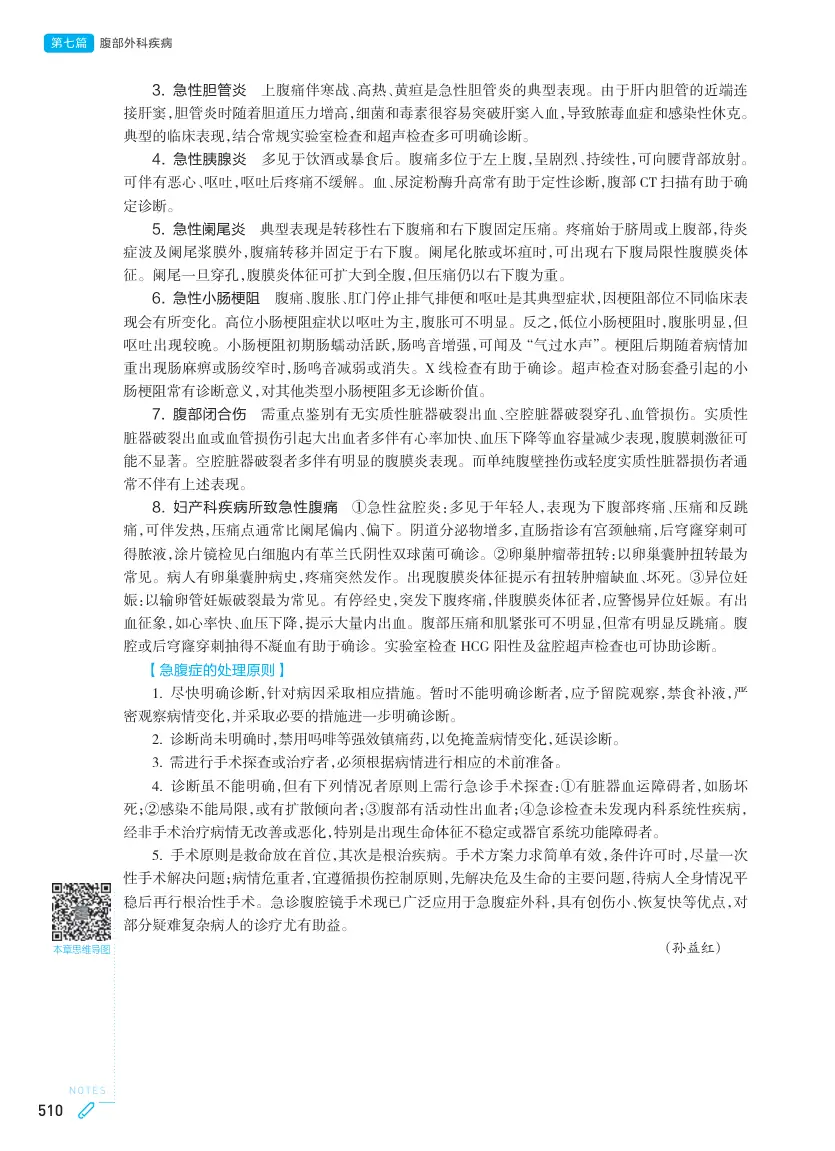 第七篇 腹部外科疾病
3. 急性胆管炎 上腹痛伴寒战、高热、黄疸是急性胆管炎的典型表现。由于肝内胆管的近端连
接肝窦,胆管炎时随着胆道压力增高,细菌和毒素很容易突破肝窦入血,导致脓毒血症和感染性休克。
典型的临床表现,结合常规实验室检查和超声检查多可明确诊断。
4. 急性胰腺炎 多见于饮酒或暴食后。腹痛多位于左上腹,呈剧烈、持续性,可向腰背部放射。
可伴有恶心、呕吐,呕吐后疼痛不缓解。血、尿淀粉酶升高常有助于定性诊断,腹部 CT 扫描有助于确
定诊断。
5. 急性阑尾炎 典型表现是转移性右下腹痛和右下腹固定压痛。疼痛始于脐周或上腹部,待炎
症波及阑尾浆膜外,腹痛转移并固定于右下腹。阑尾化脓或坏疽时,可出现右下腹局限性腹膜炎体
征。阑尾一旦穿孔,腹膜炎体征可扩大到全腹,但压痛仍以右下腹为重。
6. 急性小肠梗阻 腹痛、腹胀、肛门停止排气排便和呕吐是其典型症状,因梗阻部位不同临床表
现会有所变化。高位小肠梗阻症状以呕吐为主,腹胀可不明显。反之,低位小肠梗阻时,腹胀明显,但
呕吐出现较晚。小肠梗阻初期肠蠕动活跃,肠鸣音增强,可闻及“气过水声”。梗阻后期随着病情加
重出现肠麻痹或肠绞窄时,肠鸣音减弱或消失。X 线检查有助于确诊。超声检查对肠套叠引起的小
肠梗阻常有诊断意义,对其他类型小肠梗阻多无诊断价值。
7. 腹部闭合伤 需重点鉴别有无实质性脏器破裂出血、空腔脏器破裂穿孔、血管损伤。实质性
脏器破裂出血或血管损伤引起大出血者多伴有心率加快、血压下降等血容量减少表现,腹膜刺激征可
能不显著。空腔脏器破裂者多伴有明显的腹膜炎表现。而单纯腹壁挫伤或轻度实质性脏器损伤者通
常不伴有上述表现。
8. 妇产科疾病所致急性腹痛 ①急性盆腔炎:多见于年轻人,表现为下腹部疼痛、压痛和反跳
痛,可伴发热,压痛点通常比阑尾偏内、偏下。阴道分泌物增多,直肠指诊有宫颈触痛,后穹窿穿刺可
得脓液,涂片镜检见白细胞内有革兰氏阴性双球菌可确诊。②卵巢肿瘤蒂扭转:以卵巢囊肿扭转最为
常见。病人有卵巢囊肿病史,疼痛突然发作。出现腹膜炎体征提示有扭转肿瘤缺血、坏死。③异位妊
娠:以输卵管妊娠破裂最为常见。有停经史,突发下腹疼痛,伴腹膜炎体征者,应警惕异位妊娠。有出
血征象,如心率快、血压下降,提示大量内出血。腹部压痛和肌紧张可不明显,但常有明显反跳痛。腹
腔或后穹窿穿刺抽得不凝血有助于确诊。实验室检查 HCG 阳性及盆腔超声检查也可协助诊断。
【急腹症的处理原则】
1. 尽快明确诊断,针对病因采取相应措施。暂时不能明确诊断者,应予留院观察,禁食补液,严
密观察病情变化,并采取必要的措施进一步明确诊断。
2. 诊断尚未明确时,禁用吗啡等强效镇痛药,以免掩盖病情变化,延误诊断。
3. 需进行手术探查或治疗者,必须根据病情进行相应的术前准备。
4. 诊断虽不能明确,但有下列情况者原则上需行急诊手术探查:①有脏器血运障碍者,如肠坏
死;②感染不能局限,或有扩散倾向者;③腹部有活动性出血者;④急诊检查未发现内科系统性疾病,
经非手术治疗病情无改善或恶化,特别是出现生命体征不稳定或器官系统功能障碍者。
5. 手术原则是救命放在首位,其次是根治疾病。手术方案力求简单有效,条件许可时,尽量一次
性手术解决问题;病情危重者,宜遵循损伤控制原则,先解决危及生命的主要问题,待病人全身情况平
稳后再行根治性手术。急诊腹腔镜手术现已广泛应用于急腹症外科,具有创伤小、恢复快等优点,对
部分疑难复杂病人的诊疗尤有助益。
(孙益红)
本章思维导图
NOTES
510